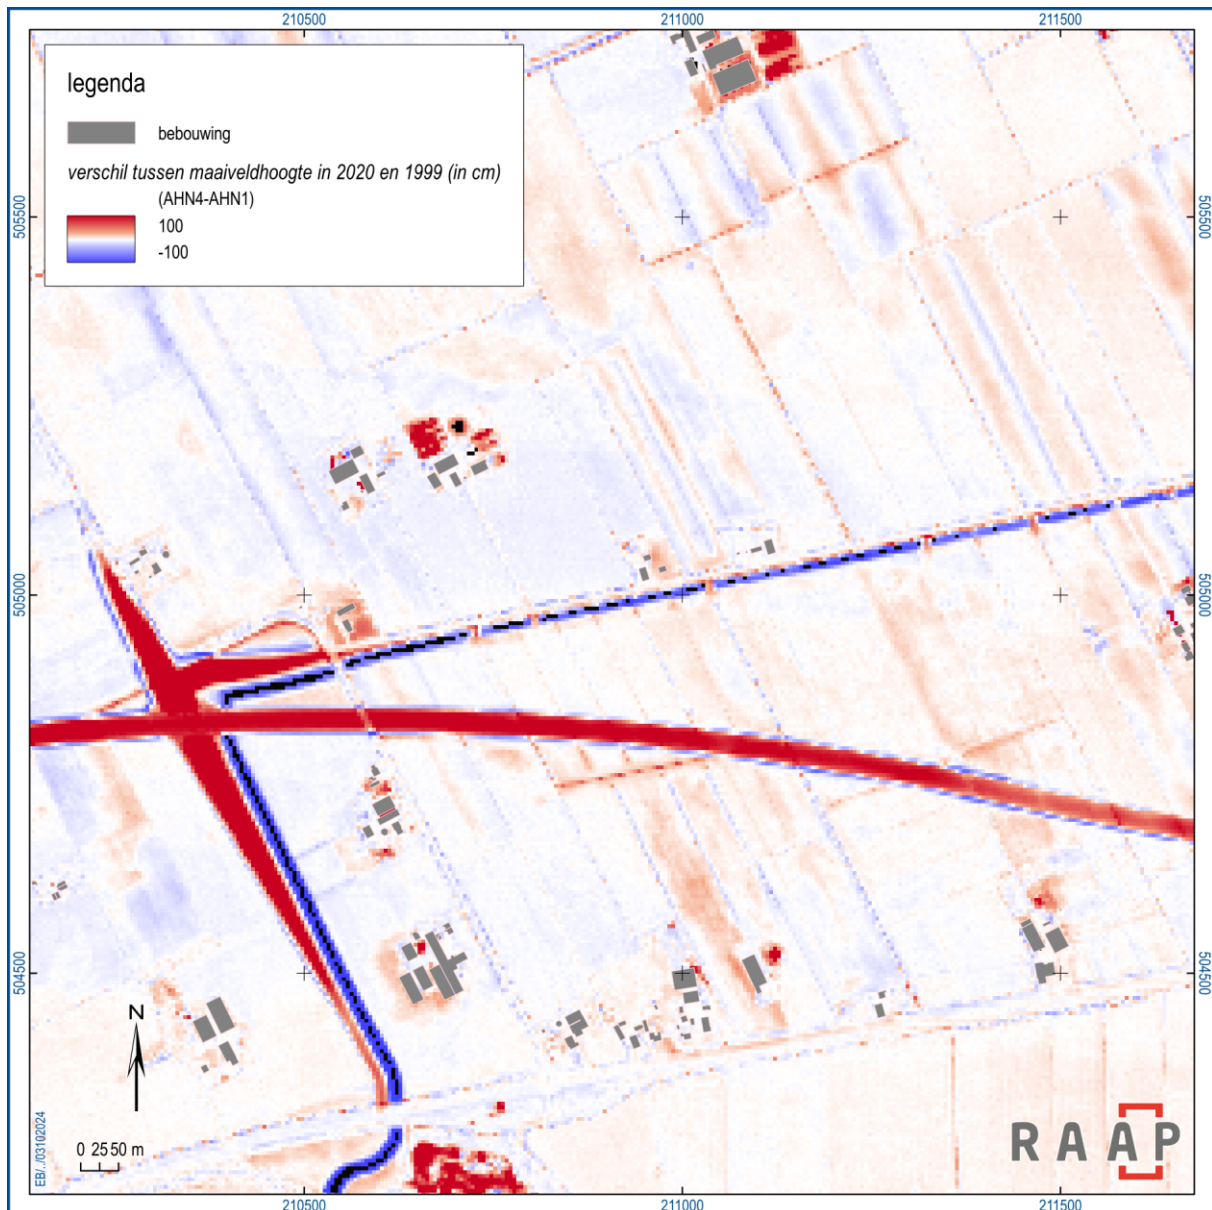 210500 211000 211500
legenda
bebouwing
verschil tussen maaiveldhoogte in 2020 en 1999 (in cm)
(AHN4-AHN1)
100
-100
505500 505500
505000 505000
504500 504500
N
0 25 50 m
EB/../03102024
RAAP
210500 211000 211500